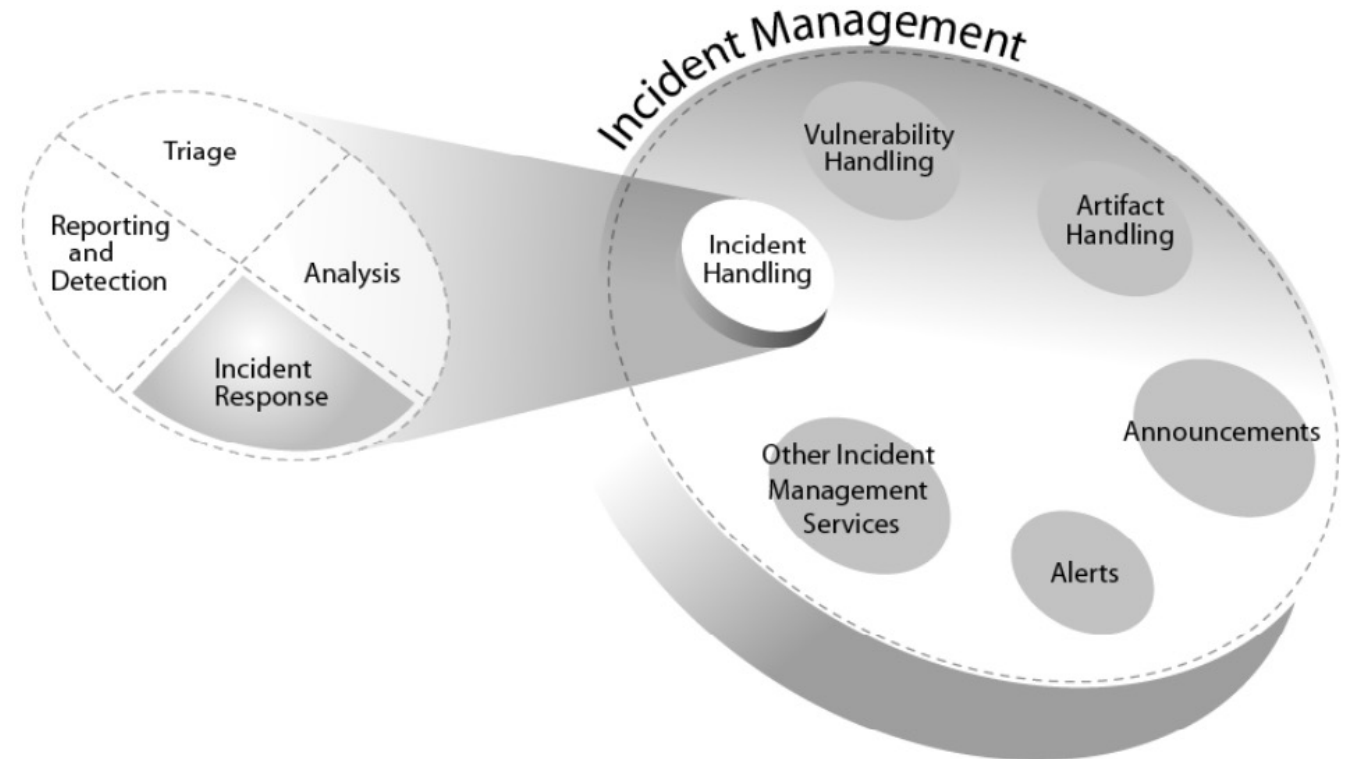 Incident Management
Triage
Reporting
and
Detection
Analysis
Incident
Response
Incident
Handling
Vulnerability
Handling
Artifact
Handling
Announcements
Other Incident
Management
Services
Alerts